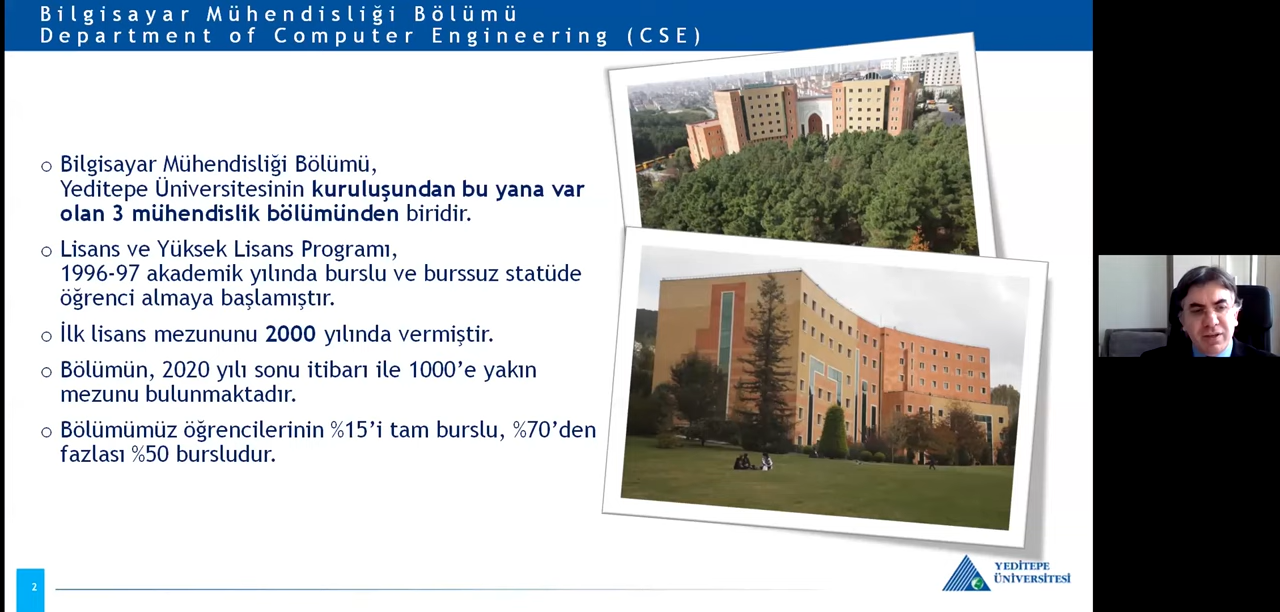 Bilgisayar Mühendisliği Bölümü
Department of Computer Engineering (CSE)
Bilgisayar Mühendisliği Bölümü,
Yeditepe Üniversitesinin kuruluşundan bu yana var
olan 3 mühendislik bölümünden biridir.
Lisans ve Yüksek Lisans Programı,
1996-97 akademik yılında burslu ve burssuz statüde
öğrenci almaya başlamıştır.
İlk lisans mezununu 2000 yılında vermiştir.
Bölümün, 2020 yılı sonu itibarı ile 1000’e yakın
mezunu bulunmaktadır.
Bölümümüz öğrencilerinin %15’i tam burslu, %70’den
fazlası %50 bursludur.
2
YEDİTEPE
ÜNİVERSİTESİ